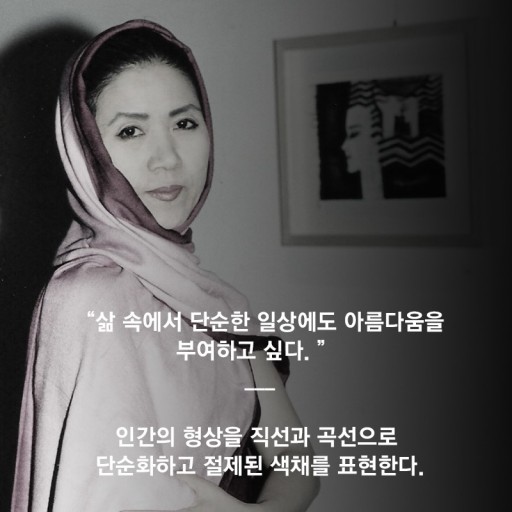 “삶 속에서 단순한 일상에도 아름다움을
부여하고 싶다. ”
인간의 형상을 직선과 곡선으로
단순화하고 절제된 색채를 표현한다.